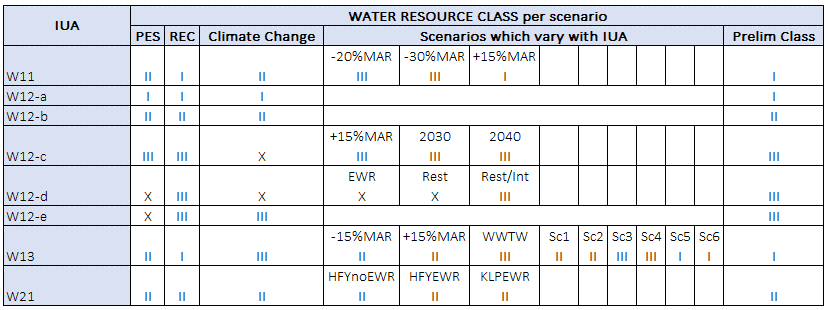 IUA WATER RESOURCE CLASS per scenario
PES REC Climate Change Scenarios which vary with IUA Prelim Class
-20%MAR -30%MAR +15%MAR
W11 II I II III III I I
W12-a I I I I
W12-b II II II II
+15%MAR 2030 2040
W12-c III III X III III III III
EWR Rest Rest/Int
W12-d X III X X X III III
W12-e X III III III
-15%MAR +15%MAR WWTW Sc1 Sc2 Sc3 Sc4 Sc5 Sc6
W13 II I III II II III II II III III I I I
HFYnoEWR HFYEWR KLPEWR
W21 II II II II II II II